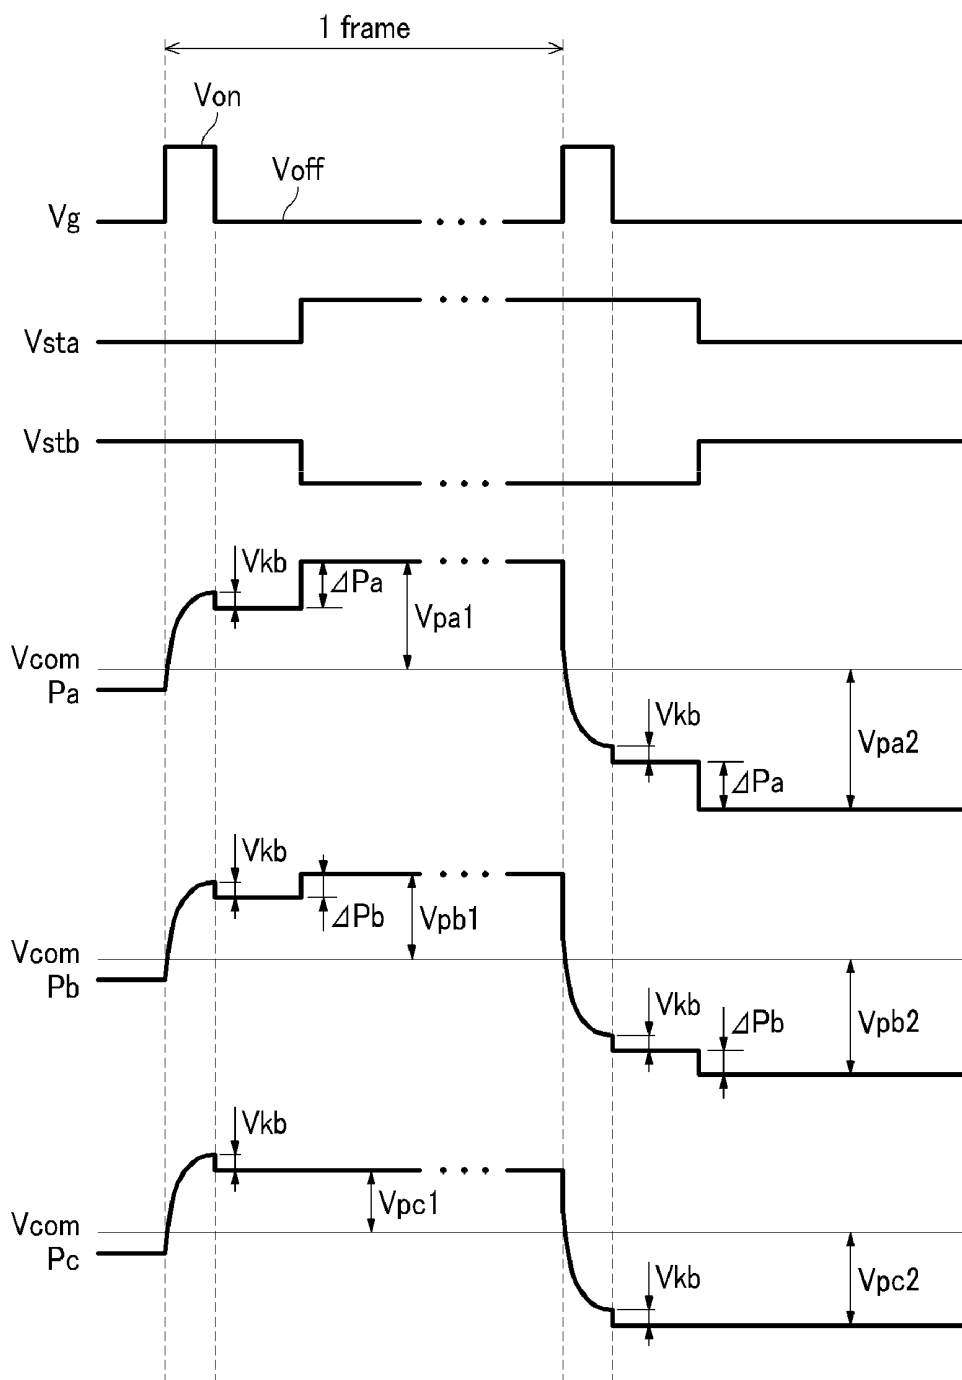 1 frame
Von
Voff
Vg
Vsta
Vstb
Vkb
⊿Pa
Vpa1
Vcom
Pa
Vkb
Vpa2
⊿Pa
Vkb
⊿Pb
Vpb1
Vcom
Pb
Vkb
⊿Pb
Vpb2
Vkb
Vpc1
Vcom
Pc
Vkb
Vpc2